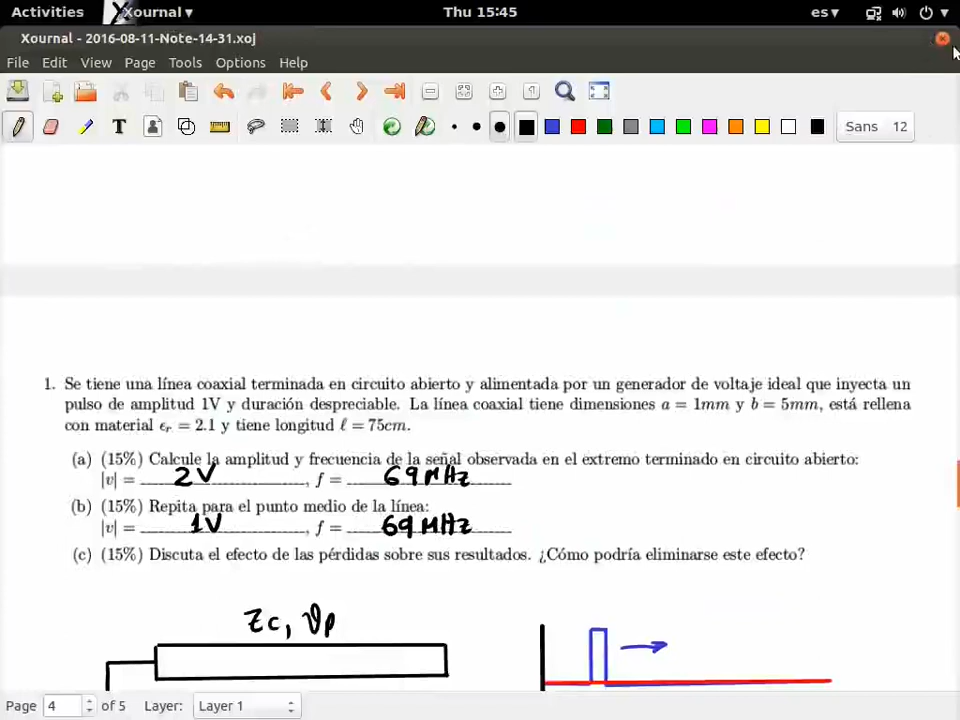 Activities Xournal ▾ Thu 15:45 es ▾
Xournal - 2016-08-11-Note-14-31.xoj
File Edit View Page Tools Options Help
Sans 12
1. Se tiene una línea coaxial terminada en circuito abierto y alimentada por un generador de voltaje ideal que inyecta un
pulso de amplitud 1V y duración despreciable. La línea coaxial tiene dimensiones a = 1mm y b = 5mm, está rellena
con material ϵr = 2.1 y tiene longitud ℓ = 75cm.
(a) (15%) Calcule la amplitud y frecuencia de la señal observada en el extremo terminado en circuito abierto:
|v| = 2V , f = 69 MHz
(b) (15%) Repita para el punto medio de la línea:
|v| = 1V , f = 69 MHz
(c) (15%) Discuta el efecto de las pérdidas sobre sus resultados. ¿Cómo podría eliminarse este efecto?
Zc, ϑp
Page 4 of 5 Layer: Layer 1